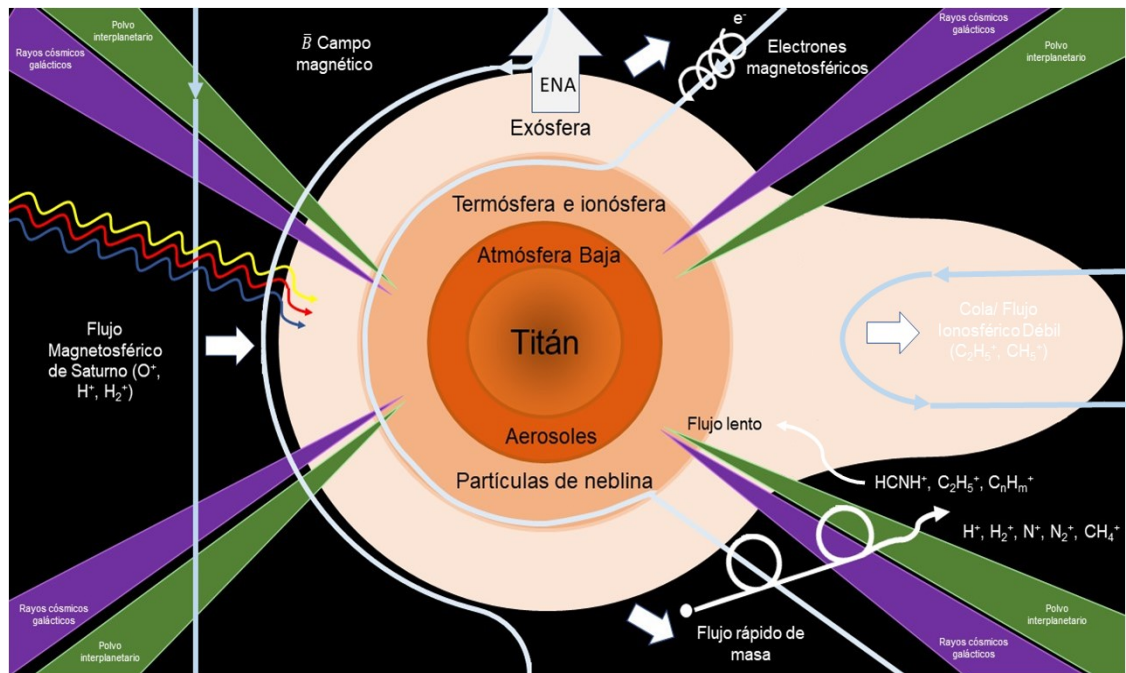 Polvo
interplanetario
Rayos cósmicos
galácticos
B̅ Campo
magnético
ENA
Exósfera
e⁻
Electrones
magnetosféricos
Rayos cósmicos
galácticos
Polvo
interplanetario
Termósfera e ionósfera
Atmósfera Baja
Titán
Aerosoles
Partículas de neblina
Flujo
Magnetosférico
de Saturno (O⁺,
H⁺, H₂⁺)
Cola/ Flujo
Ionosférico Débil
(C₂H₅⁺, CH₅⁺)
Flujo lento
HCNH⁺, C₂H₅⁺, CₙHₘ⁺
H⁺, H₂⁺, N⁺, N₂⁺, CH₄⁺
Flujo rápido de
masa
Rayos cósmicos
galácticos
Polvo
interplanetario
Polvo
interplanetario
Rayos cósmicos
galácticos